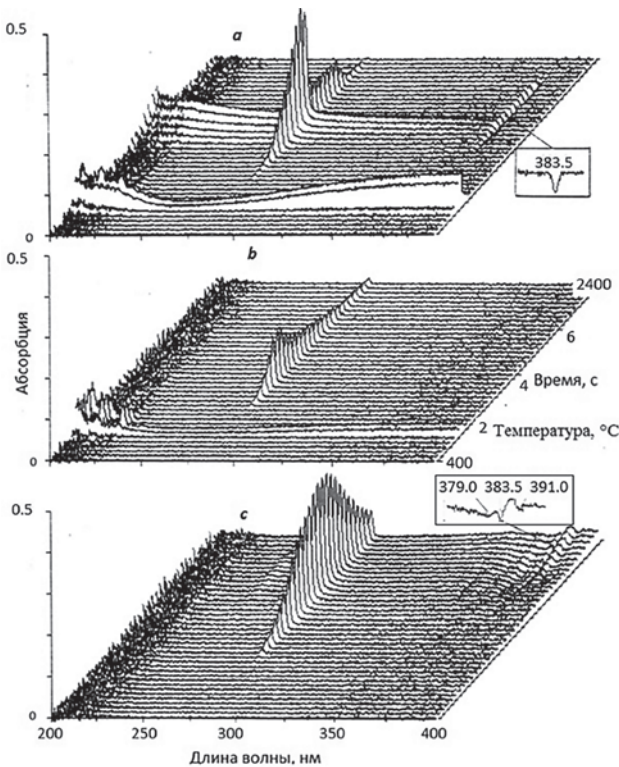 0.5
a
383.5
0
0.5
b
2400
6
4 Время, с
2 Температура, °C
400
0
Абсорбция
379.0 383.5 391.0
0.5
c
0
200 250 300 350 400
Длина волны, нм